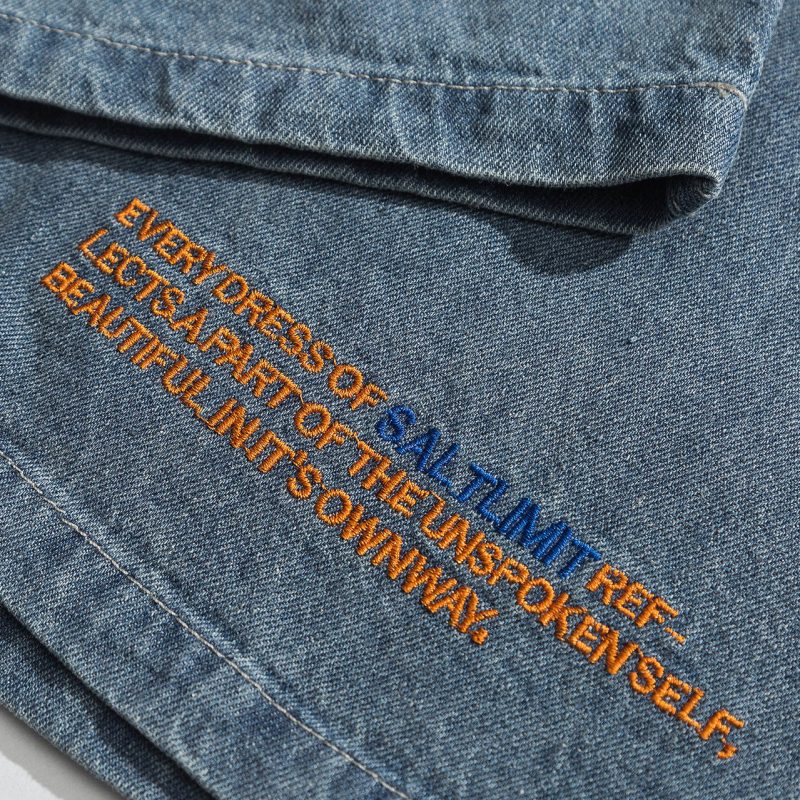 EVERY DRESS OF SALTLIMIT REF-
LECTS A PART OF THE UNSPOKEN SELF,
BEAUTIFUL IN IT'S OWN WAY.